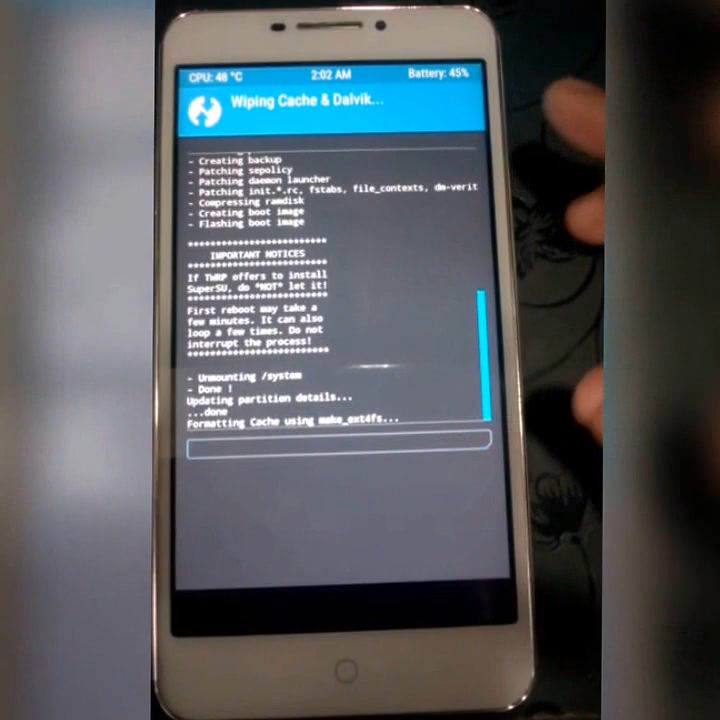 CPU: 48 °C 2:02 AM Battery: 45%
Wiping Cache & Dalvik...
- Creating backup
- Patching sepolicy
- Patching daemon launcher
- Patching init.*.rc, fstabs, file_contexts, dm-verit
- Compressing ramdisk
- Creating boot image
- Flashing boot image
**************************
IMPORTANT NOTICES
**************************
If TWRP offers to install
SuperSU, do *NOT* let it!
**************************
First reboot may take a
few minutes. It can also
loop a few times. Do not
interrupt the process!
**************************
- Unmounting /system
- Done !
Updating partition details...
...done
Formatting Cache using make_ext4fs...